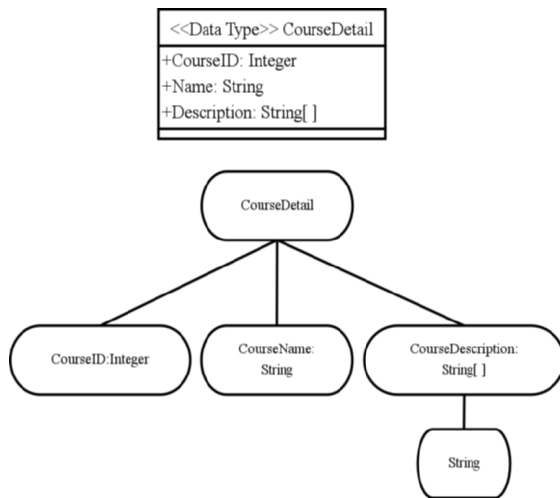 <<Data Type>> CourseDetail
+CourseID: Integer
+Name: String
+Description: String[ ]
CourseDetail
CourseID:Integer
CourseName:
String
CourseDescription:
String[ ]
String